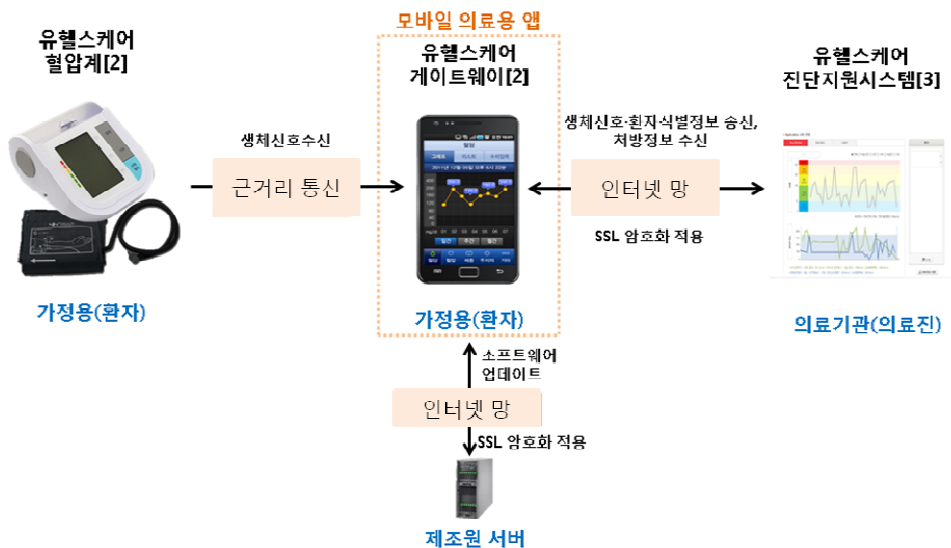 모바일 의료용 앱
유헬스케어
혈압계[2]
유헬스케어
게이트웨이[2]
유헬스케어
진단지원시스템[3]
생체신호수신
근거리 통신
생체신호·환자식별정보 송신,
처방정보 수신
인터넷 망
SSL 암호화 적용
가정용(환자)
가정용(환자)
의료기관(의료진)
소프트웨어
업데이트
인터넷 망
SSL 암호화 적용
제조원 서버